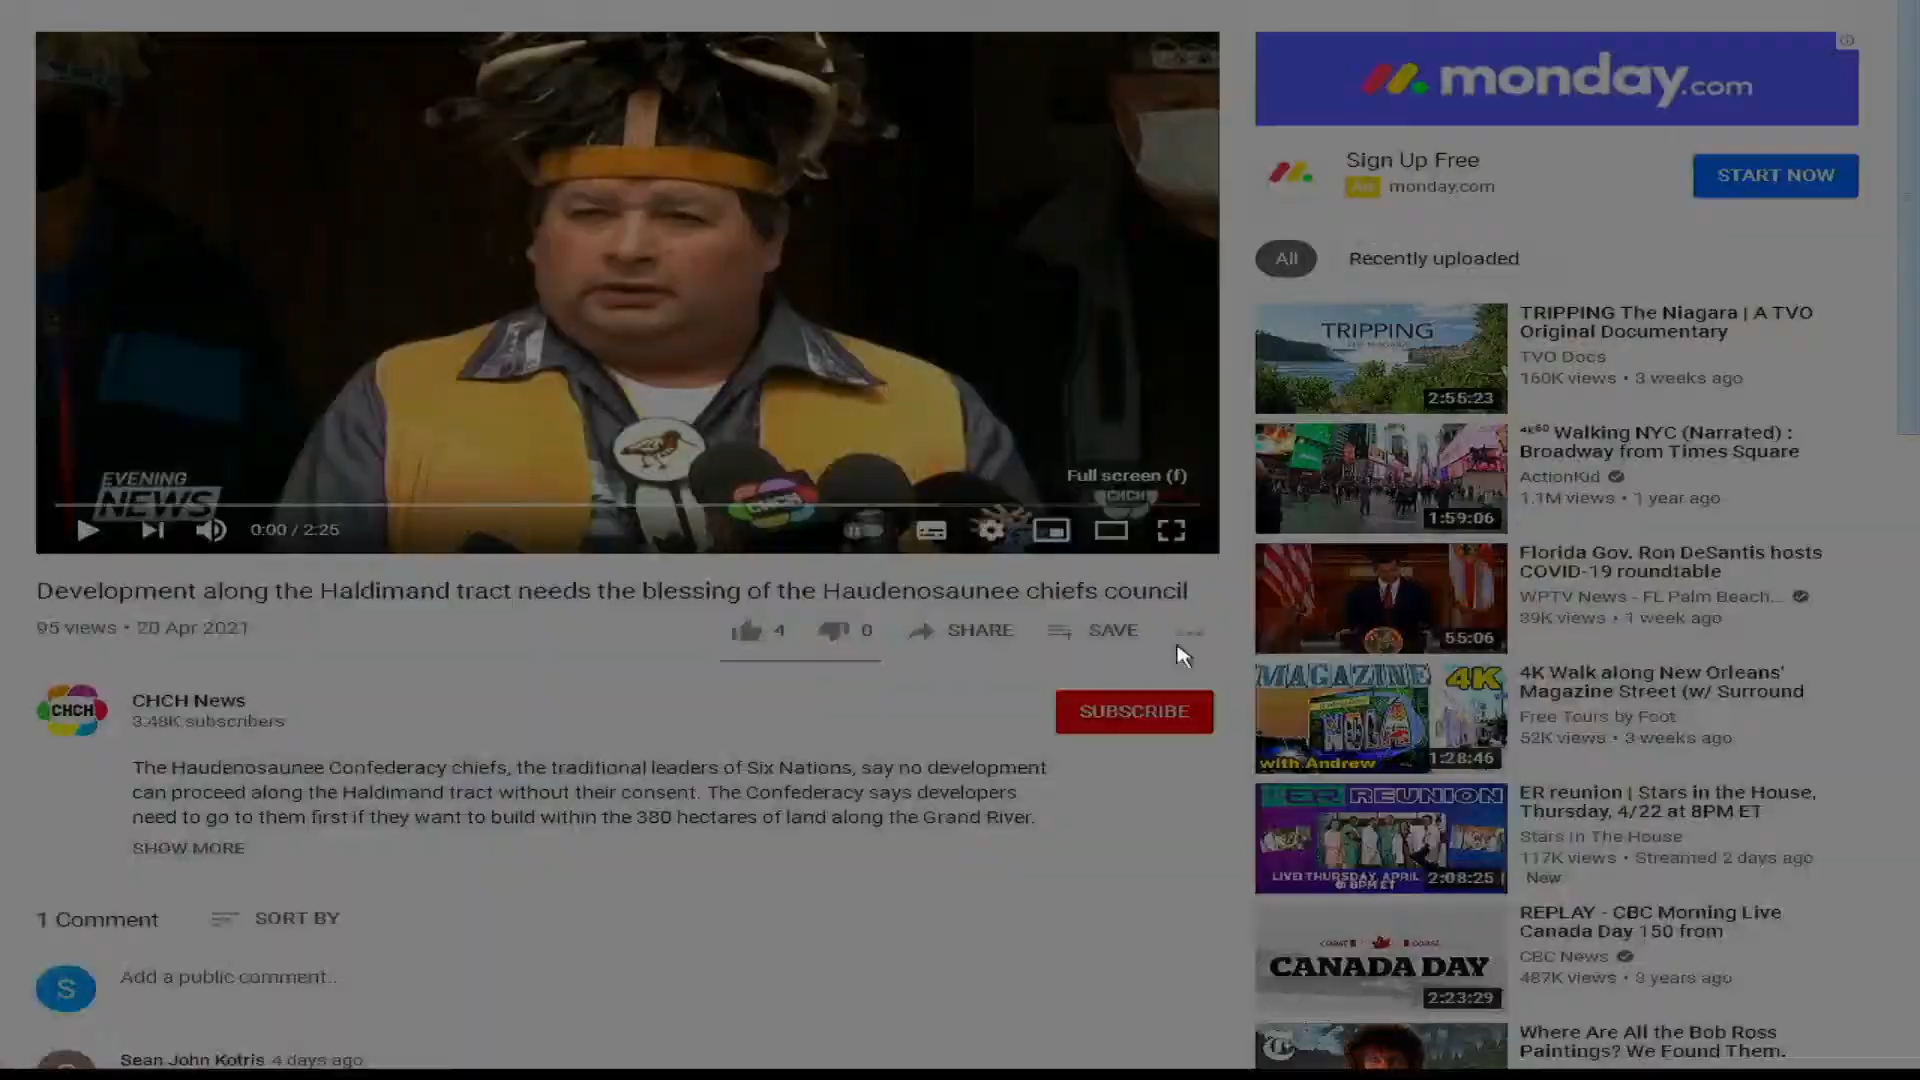 EVENING
NEWS
CHCH
Full screen (f)
CHCH
0:00 / 2:25
Development along the Haldimand tract needs the blessing of the Haudenosaunee chiefs council
95 views • 20 Apr 2021
4
0
SHARE
SAVE
CHCH
CHCH News
3.48K subscribers
SUBSCRIBE
The Haudenosaunee Confederacy chiefs, the traditional leaders of Six Nations, say no development
can proceed along the Haldimand tract without their consent. The Confederacy says developers
need to go to them first if they want to build within the 380 hectares of land along the Grand River.
SHOW MORE
1 Comment
SORT BY
S
Add a public comment...
Sean John Kotris 4 days ago
monday.com
Sign Up Free
Ad monday.com
START NOW
All
Recently uploaded
TRIPPING
2:55:23
TRIPPING The Niagara | A TVO
Original Documentary
TVO Docs
160K views • 3 weeks ago
1:59:06
4K60 Walking NYC (Narrated) :
Broadway from Times Square
ActionKid
1.1M views • 1 year ago
55:06
Florida Gov. Ron DeSantis hosts
COVID-19 roundtable
WPTV News - FL Palm Beach...
39K views • 1 week ago
MAGAZINE 4K
NOLA
with Andrew
1:28:46
4K Walk along New Orleans'
Magazine Street (w/ Surround
Free Tours by Foot
52K views • 3 weeks ago
ER REUNION
LIVE! THURSDAY, APRIL
@ 8PM ET
2:08:25
ER reunion | Stars in the House,
Thursday, 4/22 at 8PM ET
Stars In The House
117K views • Streamed 2 days ago
New
COAST COAST
CANADA DAY
2:23:29
REPLAY - CBC Morning Live
Canada Day 150 from
CBC News
487K views • 3 years ago
Where Are All the Bob Ross
Paintings? We Found Them.